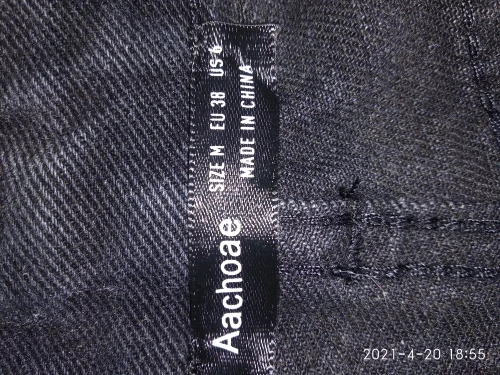 Aachoae
SIZE M EU 38 US 6
MADE IN CHINA
2021-4-20 18:55